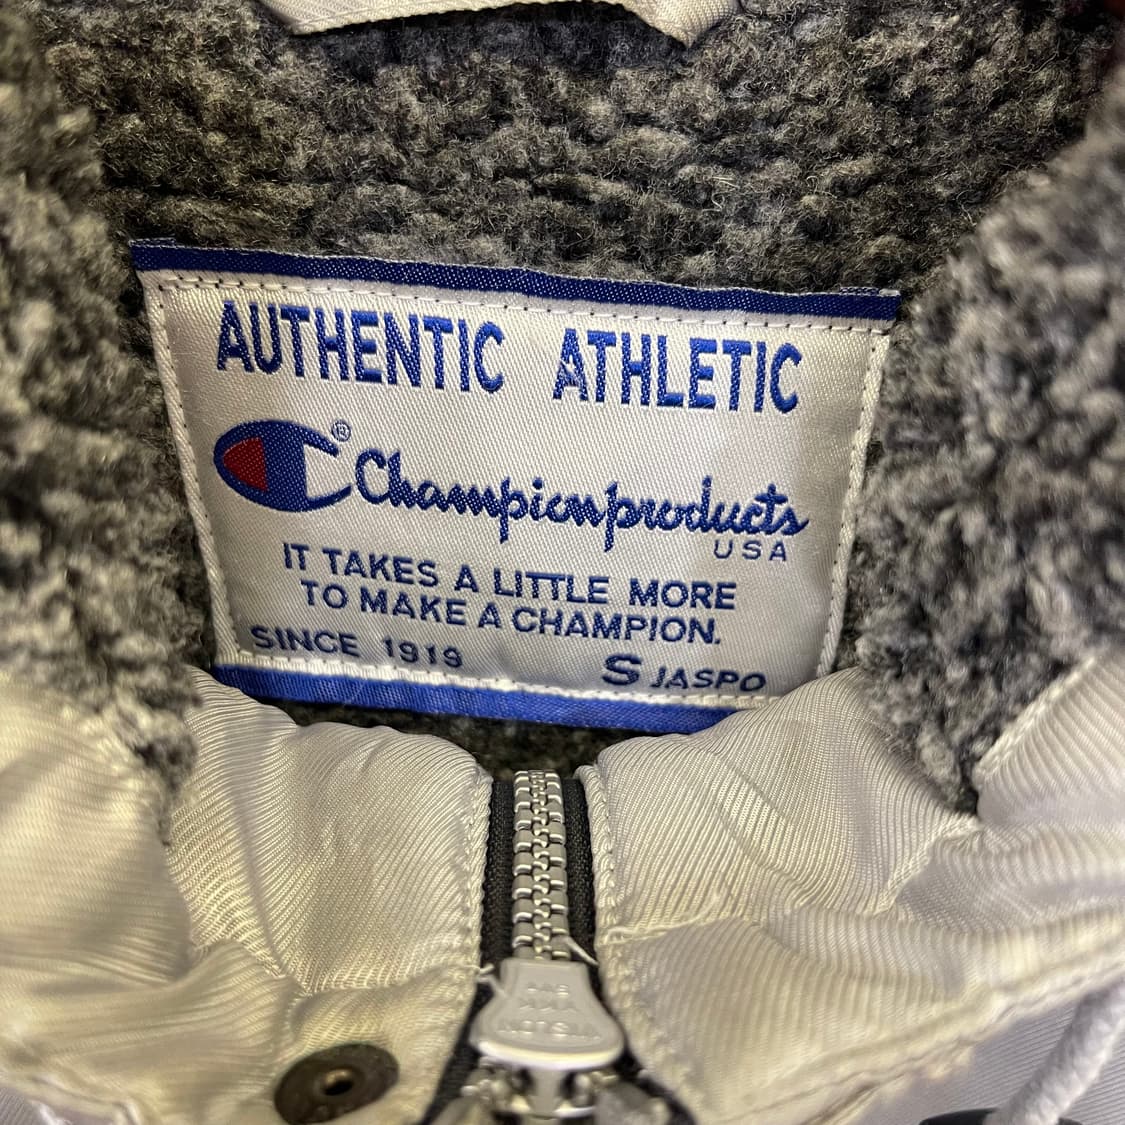 AUTHENTIC ATHLETIC
® Championproducts
USA
IT TAKES A LITTLE MORE
TO MAKE A CHAMPION.
SINCE 1919
S JASPO